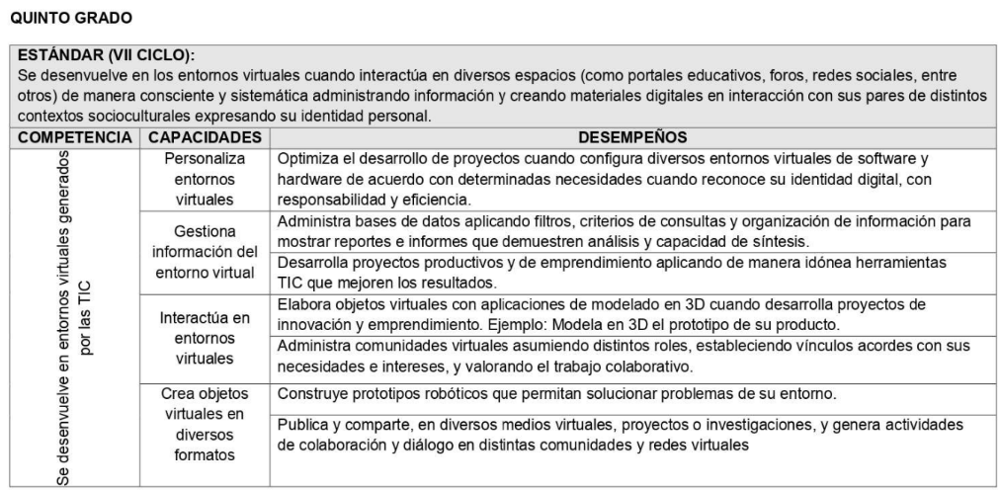 QUINTO GRADO
ESTÁNDAR (VII CICLO):
Se desenvuelve en los entornos virtuales cuando interactúa en diversos espacios (como portales educativos, foros, redes sociales, entre
otros) de manera consciente y sistemática administrando información y creando materiales digitales en interacción con sus pares de distintos
contextos socioculturales expresando su identidad personal.
COMPETENCIA CAPACIDADES DESEMPEÑOS
Se desenvuelve en entornos virtuales generados
por las TIC
Personaliza
entornos
virtuales
Optimiza el desarrollo de proyectos cuando configura diversos entornos virtuales de software y
hardware de acuerdo con determinadas necesidades cuando reconoce su identidad digital, con
responsabilidad y eficiencia.
Gestiona
información del
entorno virtual
Administra bases de datos aplicando filtros, criterios de consultas y organización de información para
mostrar reportes e informes que demuestren análisis y capacidad de síntesis.
Desarrolla proyectos productivos y de emprendimiento aplicando de manera idónea herramientas
TIC que mejoren los resultados.
Interactúa en
entornos
virtuales
Elabora objetos virtuales con aplicaciones de modelado en 3D cuando desarrolla proyectos de
innovación y emprendimiento. Ejemplo: Modela en 3D el prototipo de su producto.
Administra comunidades virtuales asumiendo distintos roles, estableciendo vínculos acordes con sus
necesidades e intereses, y valorando el trabajo colaborativo.
Crea objetos
virtuales en
diversos
formatos
Construye prototipos robóticos que permitan solucionar problemas de su entorno.
Publica y comparte, en diversos medios virtuales, proyectos o investigaciones, y genera actividades
de colaboración y diálogo en distintas comunidades y redes virtuales